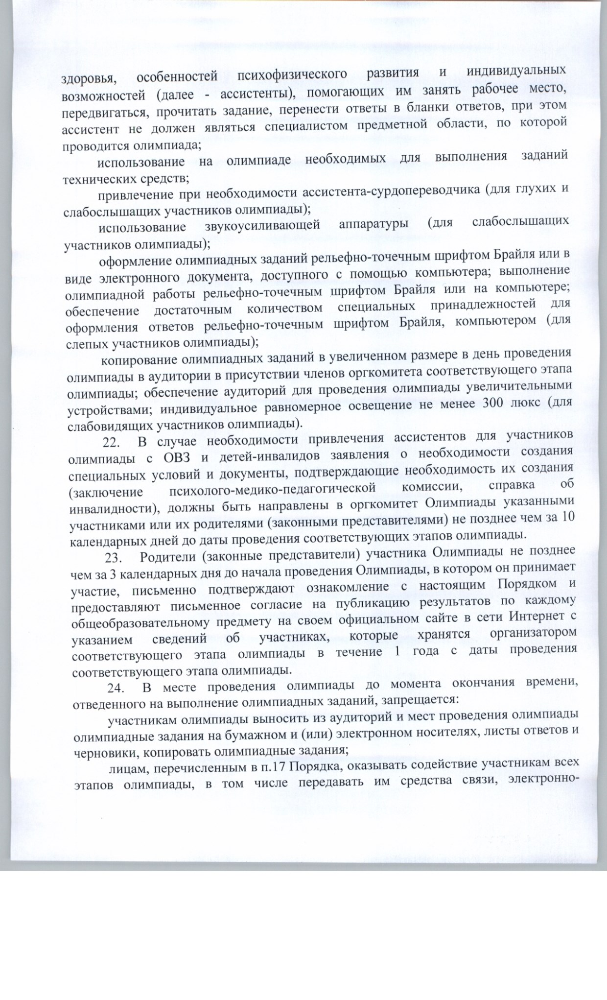 здоровья, особенностей психофизического развития и индивидуальных
возможностей (далее - ассистенты), помогающих им занять рабочее место,
передвигаться, прочитать задание, перенести ответы в бланки ответов, при этом
ассистент не должен являться специалистом предметной области, по которой
проводится олимпиада;
использование на олимпиаде необходимых для выполнения заданий
технических средств;
привлечение при необходимости ассистента-сурдопереводчика (для глухих и
слабослышащих участников олимпиады);
использование звукоусиливающей аппаратуры (для слабослышащих
участников олимпиады);
оформление олимпиадных заданий рельефно-точечным шрифтом Брайля или в
виде электронного документа, доступного с помощью компьютера; выполнение
олимпиадной работы рельефно-точечным шрифтом Брайля или на компьютере;
обеспечение достаточным количеством специальных принадлежностей для
оформления ответов рельефно-точечным шрифтом Брайля, компьютером (для
слепых участников олимпиады);
копирование олимпиадных заданий в увеличенном размере в день проведения
олимпиады в аудитории в присутствии членов оргкомитета соответствующего этапа
олимпиады; обеспечение аудиторий для проведения олимпиады увеличительными
устройствами; индивидуальное равномерное освещение не менее 300 люкс (для
слабовидящих участников олимпиады).
22. В случае необходимости привлечения ассистентов для участников
олимпиады с ОВЗ и детей-инвалидов заявления о необходимости создания
специальных условий и документы, подтверждающие необходимость их создания
(заключение психолого-медико-педагогической комиссии, справка об
инвалидности), должны быть направлены в оргкомитет Олимпиады указанными
участниками или их родителями (законными представителями) не позднее чем за 10
календарных дней до даты проведения соответствующих этапов олимпиады.
23. Родители (законные представители) участника Олимпиады не позднее
чем за 3 календарных дня до начала проведения Олимпиады, в котором он принимает
участие, письменно подтверждают ознакомление с настоящим Порядком и
предоставляют письменное согласие на публикацию результатов по каждому
общеобразовательному предмету на своем официальном сайте в сети Интернет с
указанием сведений об участниках, которые хранятся организатором
соответствующего этапа олимпиады в течение 1 года с даты проведения
соответствующего этапа олимпиады.
24. В месте проведения олимпиады до момента окончания времени,
отведенного на выполнение олимпиадных заданий, запрещается:
участникам олимпиады выносить из аудиторий и мест проведения олимпиады
олимпиадные задания на бумажном и (или) электронном носителях, листы ответов и
черновики, копировать олимпиадные задания;
лицам, перечисленным в п.17 Порядка, оказывать содействие участникам всех
этапов олимпиады, в том числе передавать им средства связи, электронно-